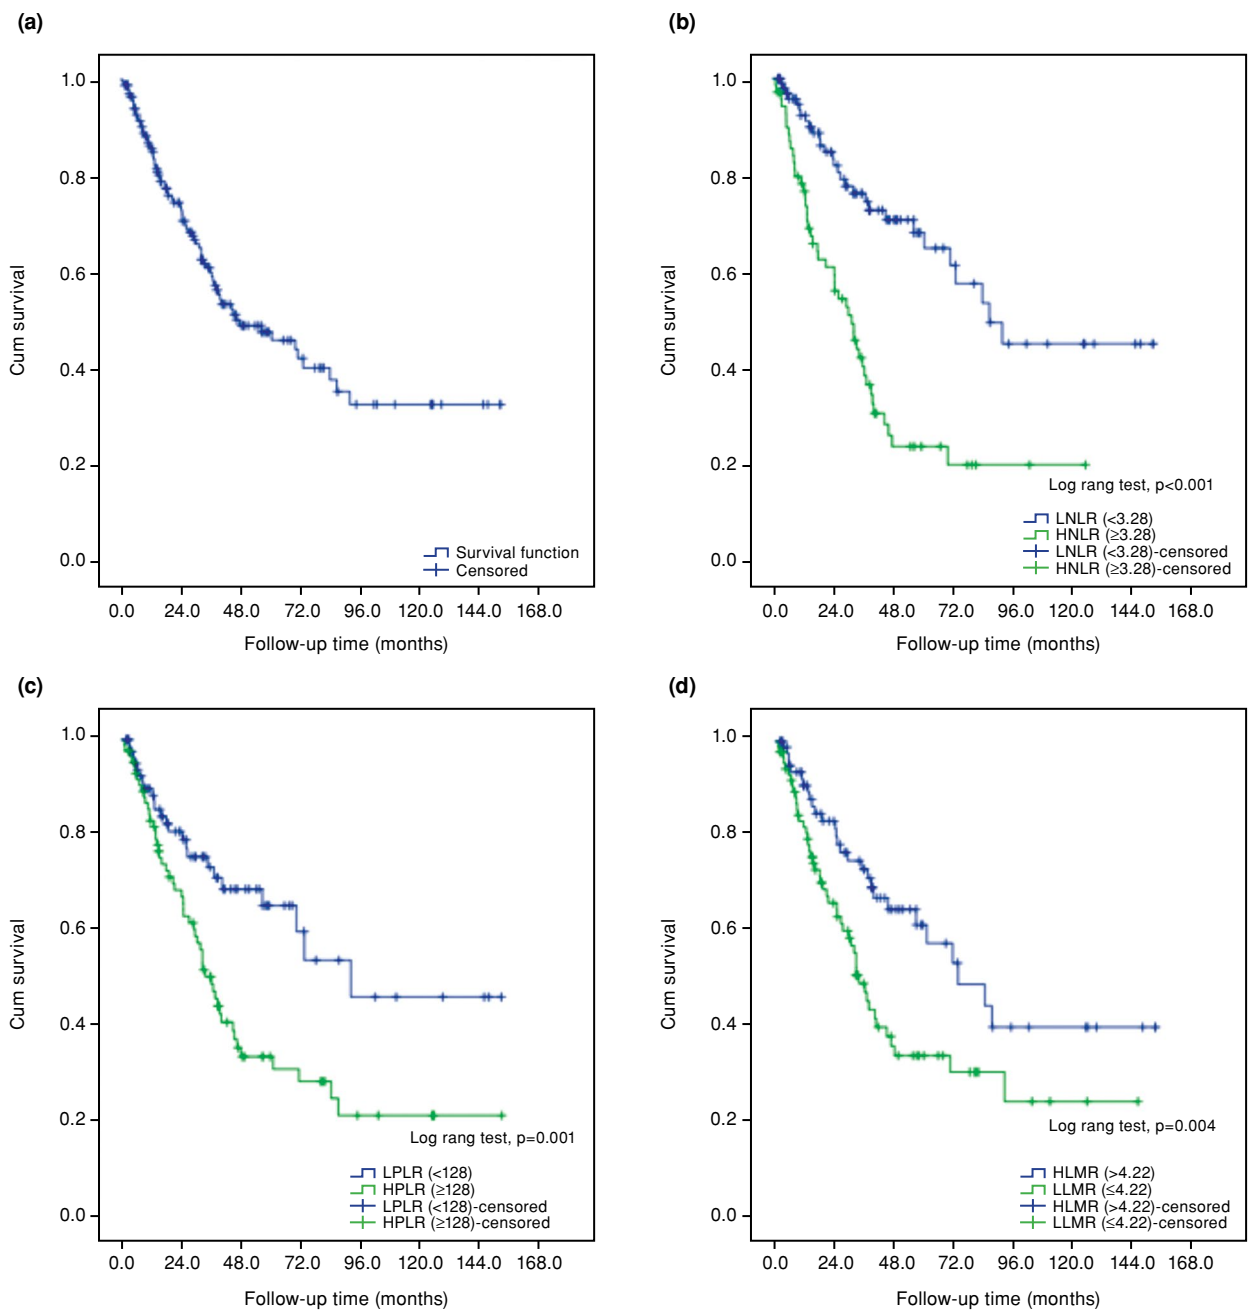 (a)
1.0
0.8
0.6
0.4
0.2
0.0
Cum survival
Survival function
Censored
0.0 24.0 48.0 72.0 96.0 120.0 144.0 168.0
Follow-up time (months)
(b)
1.0
0.8
0.6
0.4
0.2
0.0
Cum survival
Log rang test, p<0.001
LNLR (<3.28)
HNLR (≥3.28)
LNLR (<3.28)-censored
HNLR (≥3.28)-censored
0.0 24.0 48.0 72.0 96.0 120.0 144.0 168.0
Follow-up time (months)
(c)
1.0
0.8
0.6
0.4
0.2
0.0
Cum survival
Log rang test, p=0.001
LPLR (<128)
HPLR (≥128)
LPLR (<128)-censored
HPLR (≥128)-censored
0.0 24.0 48.0 72.0 96.0 120.0 144.0 168.0
Follow-up time (months)
(d)
1.0
0.8
0.6
0.4
0.2
0.0
Cum survival
Log rang test, p=0.004
HLMR (>4.22)
LLMR (≤4.22)
HLMR (>4.22)-censored
LLMR (≤4.22)-censored
0.0 24.0 48.0 72.0 96.0 120.0 144.0 168.0
Follow-up time (months)